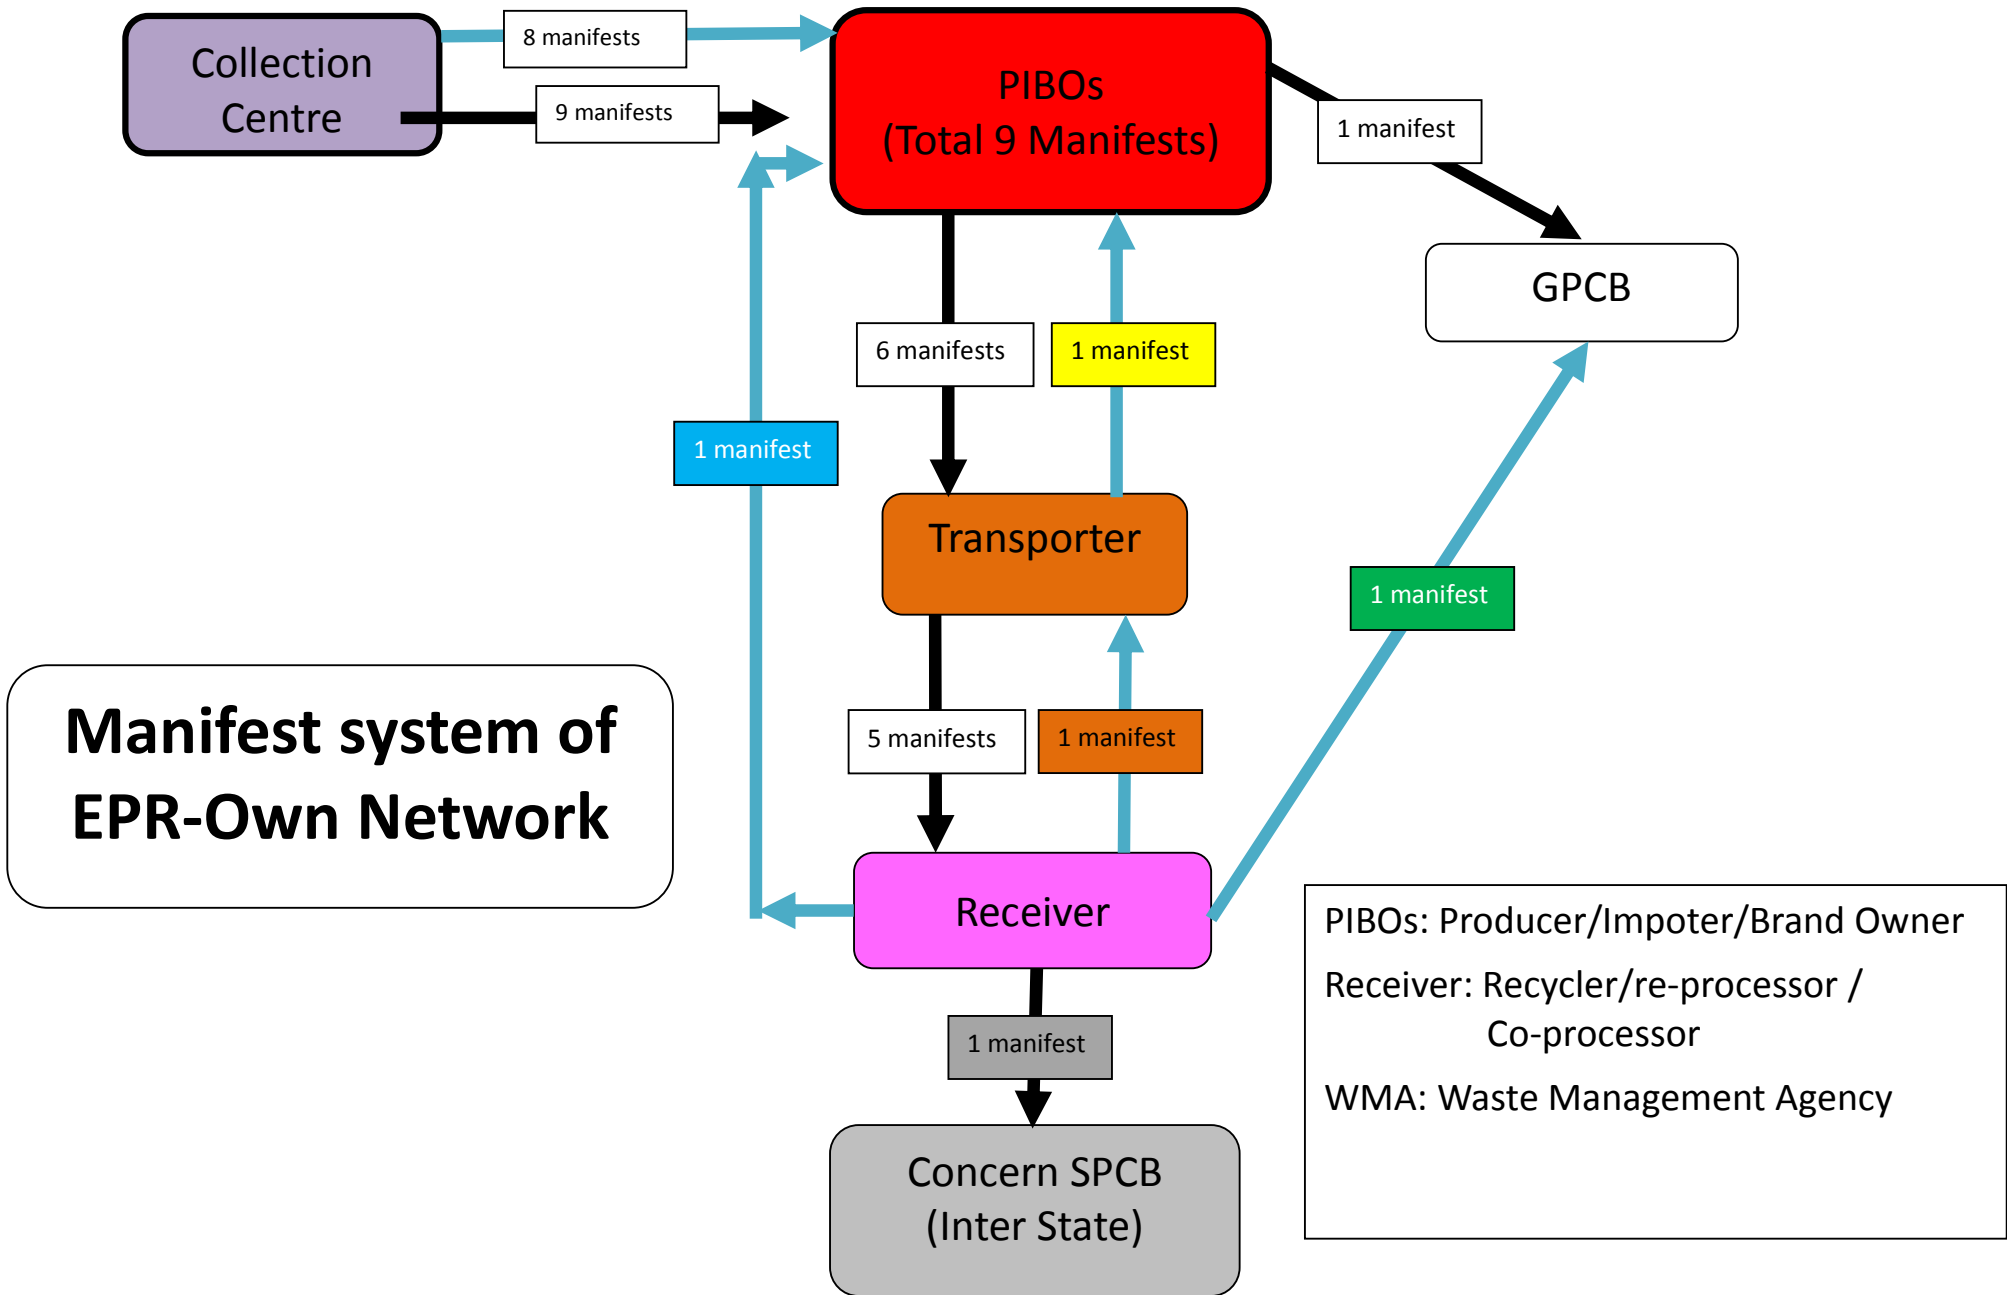 Collection
Centre
8 manifests
9 manifests
PIBOs
(Total 9 Manifests)
1 manifest
GPCB
6 manifests
1 manifest
1 manifest
Transporter
1 manifest
5 manifests
1 manifest
Manifest system of
EPR-Own Network
Receiver
1 manifest
Concern SPCB
(Inter State)
PIBOs: Producer/Impoter/Brand Owner
Receiver: Recycler/re-processor /
Co-processor
WMA: Waste Management Agency